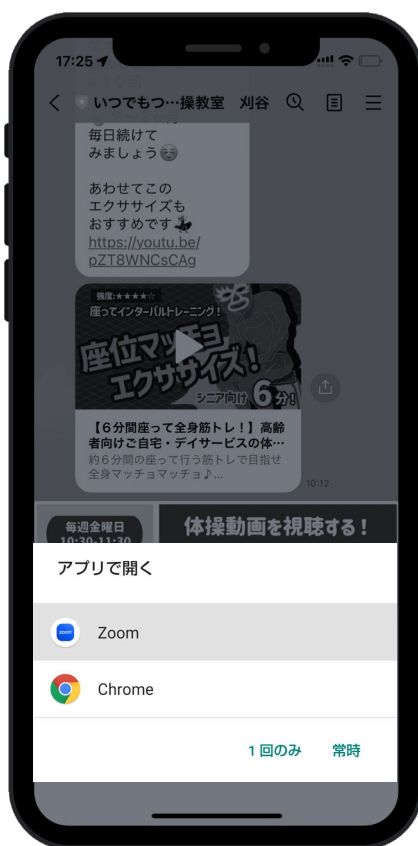 17:25
いつでもつ…操教室 刈谷
毎日続けて
みましょう
あわせてこの
エクササイズも
おすすめです
https://youtu.be/
pZT8WNCsCAg
強度:★★★★☆
座ってインターバルトレーニング!
座位マッチョ
エクササイズ!
シニア向け 6分!
【6分間座って全身筋トレ!】高齢
者向けご自宅・デイサービスの体…
約6分間の座って行う筋トレで目指せ
全身マッチョマッチョ♪...
10:12
毎週金曜日
10:30-11:30
体操動画を視聴する!
アプリで開く
zoom
Zoom
Chrome
1回のみ 常時